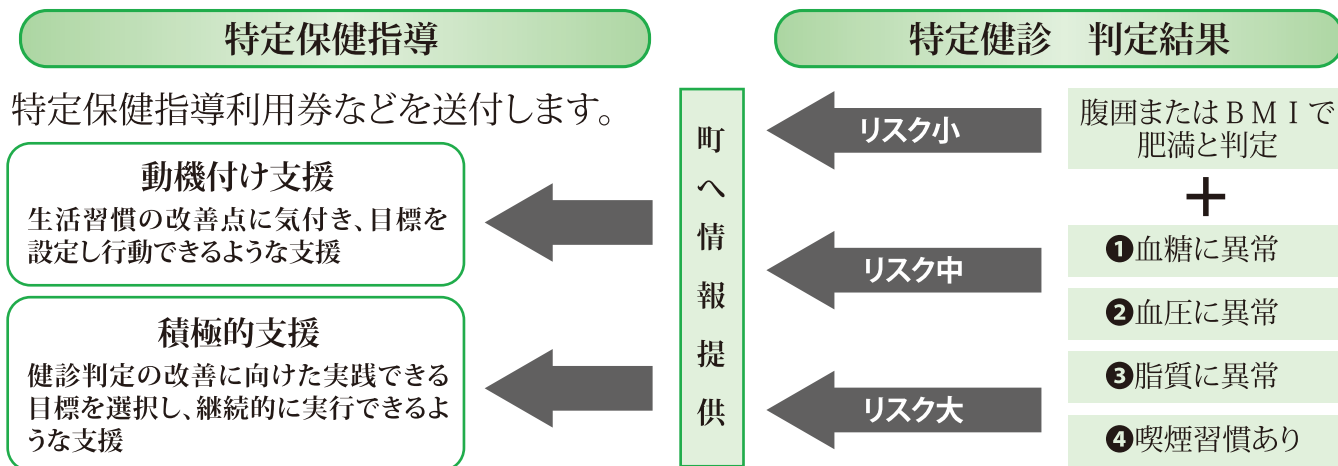 特定保健指導
特定健診　判定結果
特定保健指導利用券などを送付します。
動機付け支援
生活習慣の改善点に気付き、目標を
設定し行動できるような支援
積極的支援
健診判定の改善に向けた実践できる
目標を選択し、継続的に実行できるよ
うな支援
町へ情報提供
リスク小
リスク中
リスク大
腹囲またはＢＭＩで
肥満と判定
＋
❶血糖に異常
❷血圧に異常
❸脂質に異常
❹喫煙習慣あり